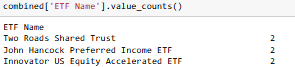 combined['ETF Name'].value_counts()
ETF Name
Two Roads Shared Trust 2
John Hancock Preferred Income ETF 2
Innovator US Equity Accelerated ETF 2